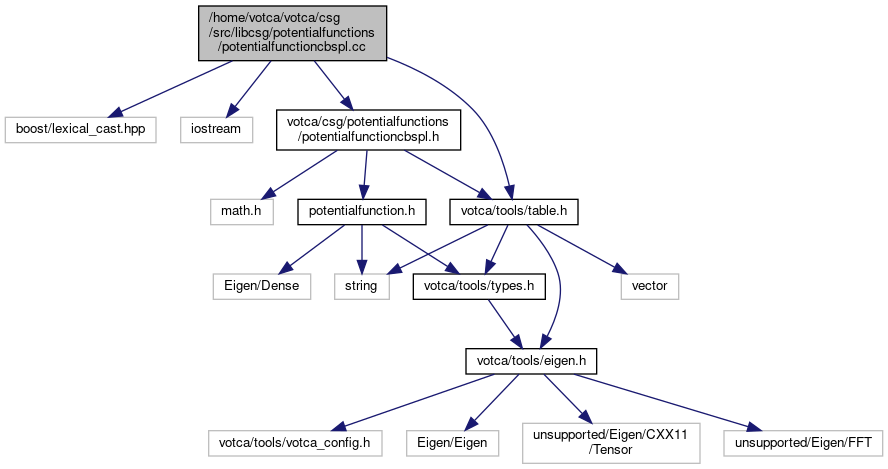 /home/votca/votca/csg
/src/libcsg/potentialfunctions
/potentialfunctioncbspl.cc
boost/lexical_cast.hpp
iostream
votca/csg/potentialfunctions
/potentialfunctioncbspl.h
math.h
potentialfunction.h
votca/tools/table.h
Eigen/Dense
string
votca/tools/types.h
vector
votca/tools/eigen.h
votca/tools/votca_config.h
Eigen/Eigen
unsupported/Eigen/CXX11
/Tensor
unsupported/Eigen/FFT